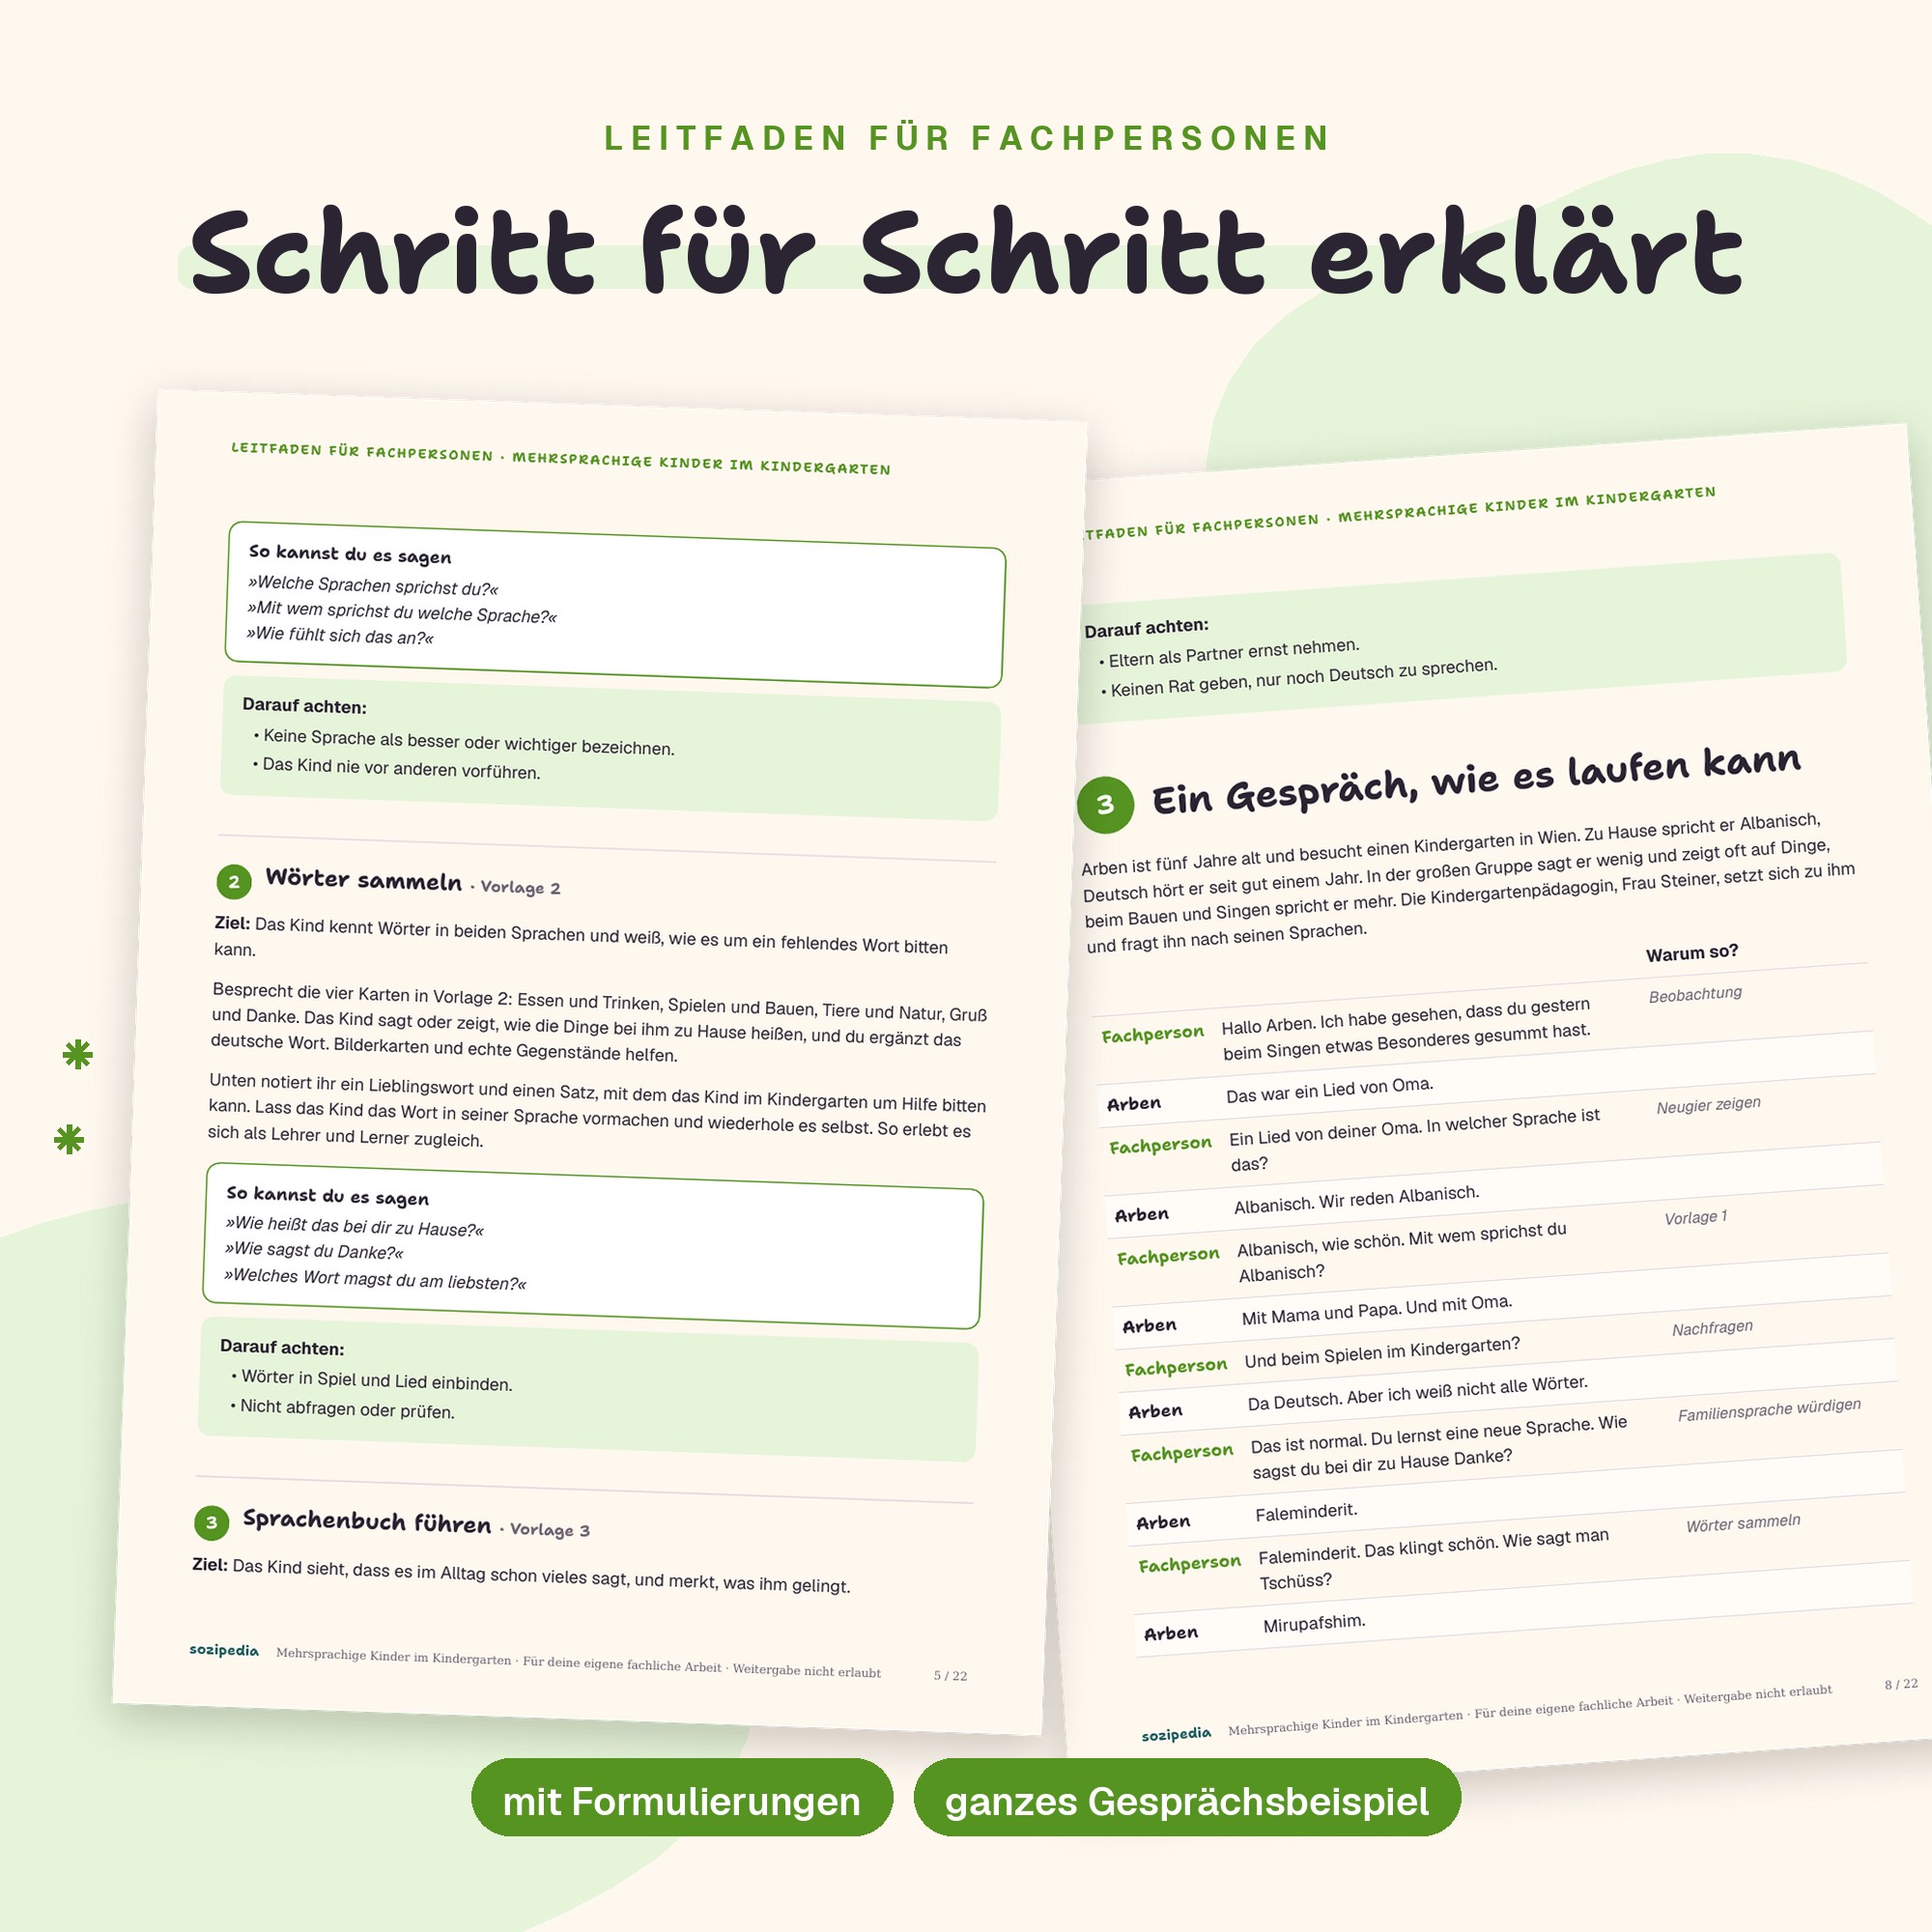 LEITFADEN FÜR FACHPERSONEN
Schritt für Schritt erklärt
LEITFADEN FÜR FACHPERSONEN · MEHRSPRACHIGE KINDER IM KINDERGARTEN
So kannst du es sagen
»Welche Sprachen sprichst du?«
»Mit wem sprichst du welche Sprache?«
»Wie fühlt sich das an?«
Darauf achten:
• Keine Sprache als besser oder wichtiger bezeichnen.
• Das Kind nie vor anderen vorführen.
2 Wörter sammeln · Vorlage 2
Ziel: Das Kind kennt Wörter in beiden Sprachen und weiß, wie es um ein fehlendes Wort bitten
kann.
Besprecht die vier Karten in Vorlage 2: Essen und Trinken, Spielen und Bauen, Tiere und Natur, Gruß
und Danke. Das Kind sagt oder zeigt, wie die Dinge bei ihm zu Hause heißen, und du ergänzt das
deutsche Wort. Bilderkarten und echte Gegenstände helfen.
Unten notiert ihr ein Lieblingswort und einen Satz, mit dem das Kind im Kindergarten um Hilfe bitten
kann. Lass das Kind das Wort in seiner Sprache vormachen und wiederhole es selbst. So erlebt es
sich als Lehrer und Lerner zugleich.
So kannst du es sagen
»Wie heißt das bei dir zu Hause?«
»Wie sagst du Danke?«
»Welches Wort magst du am liebsten?«
Darauf achten:
• Wörter in Spiel und Lied einbinden.
• Nicht abfragen oder prüfen.
3 Sprachenbuch führen · Vorlage 3
Ziel: Das Kind sieht, dass es im Alltag schon vieles sagt, und merkt, was ihm gelingt.
sozipedia Mehrsprachige Kinder im Kindergarten · Für deine eigene fachliche Arbeit · Weitergabe nicht erlaubt 5 / 22
TFADEN FÜR FACHPERSONEN · MEHRSPRACHIGE KINDER IM KINDERGARTEN
Darauf achten:
• Eltern als Partner ernst nehmen.
• Keinen Rat geben, nur noch Deutsch zu sprechen.
3 Ein Gespräch, wie es laufen kann
Arben ist fünf Jahre alt und besucht einen Kindergarten in Wien. Zu Hause spricht er Albanisch,
Deutsch hört er seit gut einem Jahr. In der großen Gruppe sagt er wenig und zeigt oft auf Dinge,
beim Bauen und Singen spricht er mehr. Die Kindergartenpädagogin, Frau Steiner, setzt sich zu ihm
und fragt ihn nach seinen Sprachen.
Warum so?
Fachperson Hallo Arben. Ich habe gesehen, dass du gestern Beobachtung
beim Singen etwas Besonderes gesummt hast.
Arben Das war ein Lied von Oma.
Fachperson Ein Lied von deiner Oma. In welcher Sprache ist Neugier zeigen
das?
Arben Albanisch. Wir reden Albanisch.
Fachperson Albanisch, wie schön. Mit wem sprichst du Vorlage 1
Albanisch?
Arben Mit Mama und Papa. Und mit Oma.
Fachperson Und beim Spielen im Kindergarten? Nachfragen
Arben Da Deutsch. Aber ich weiß nicht alle Wörter.
Fachperson Das ist normal. Du lernst eine neue Sprache. Wie Familiensprache würdigen
sagst du bei dir zu Hause Danke?
Arben Faleminderit.
Fachperson Faleminderit. Das klingt schön. Wie sagt man Wörter sammeln
Tschüss?
Arben Mirupafshim.
sozipedia Mehrsprachige Kinder im Kindergarten · Für deine eigene fachliche Arbeit · Weitergabe nicht erlaubt 8 / 22
mit Formulierungen
ganzes Gesprächsbeispiel